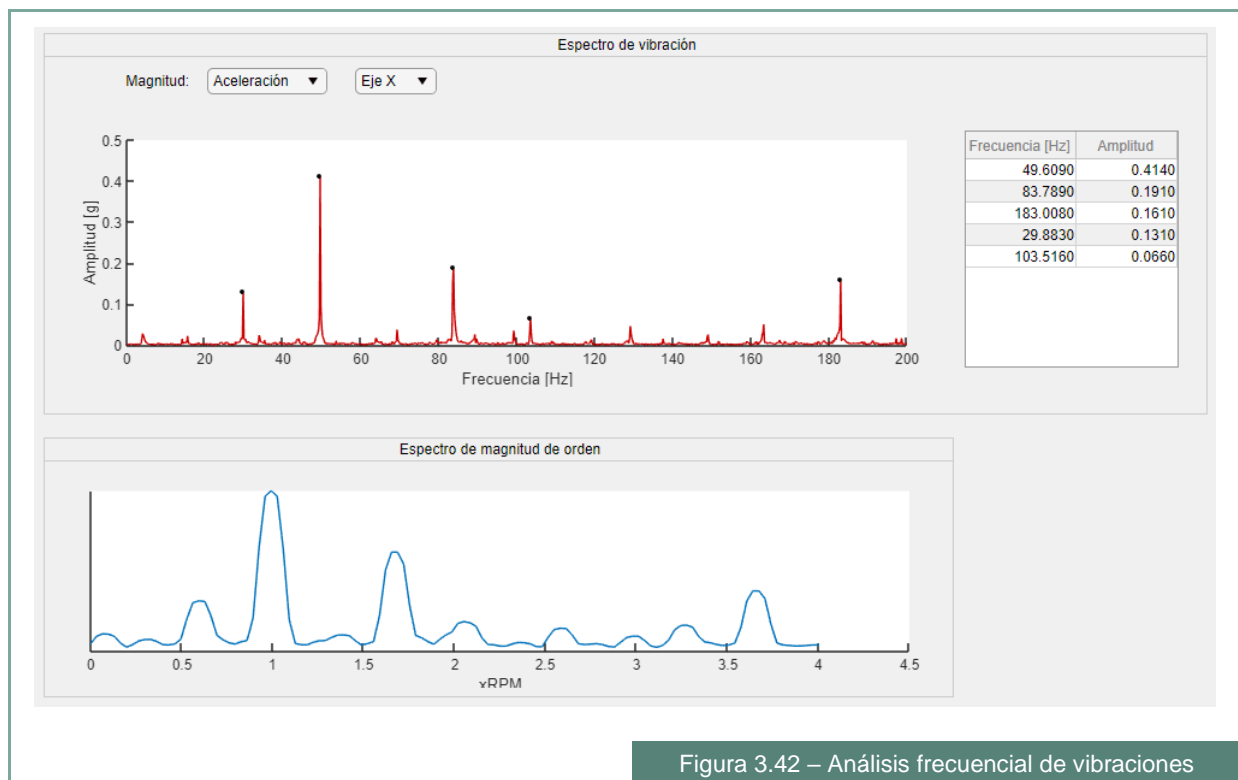 Espectro de vibración
Magnitud: Aceleración ▼ Eje X ▼
0.5
0.4
0.3
0.2
0.1
0
Amplitud [g]
0 20 40 60 80 100 120 140 160 180 200
Frecuencia [Hz]
Frecuencia [Hz] Amplitud
49.6090 0.4140
83.7890 0.1910
183.0080 0.1610
29.8830 0.1310
103.5160 0.0660
Espectro de magnitud de orden
0 0.5 1 1.5 2 2.5 3 3.5 4 4.5
xRPM
Figura 3.42 – Análisis frecuencial de vibraciones